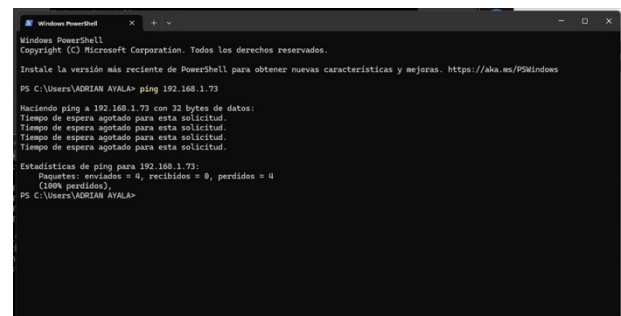 Windows PowerShell
Windows PowerShell
Copyright (C) Microsoft Corporation. Todos los derechos reservados.
Instale la versión más reciente de PowerShell para obtener nuevas características y mejoras. https://aka.ms/PSWindows
PS C:\Users\ADRIAN AYALA> ping 192.168.1.73
Haciendo ping a 192.168.1.73 con 32 bytes de datos:
Tiempo de espera agotado para esta solicitud.
Tiempo de espera agotado para esta solicitud.
Tiempo de espera agotado para esta solicitud.
Tiempo de espera agotado para esta solicitud.
Estadísticas de ping para 192.168.1.73:
Paquetes: enviados = 4, recibidos = 0, perdidos = 4
(100% perdidos),
PS C:\Users\ADRIAN AYALA>